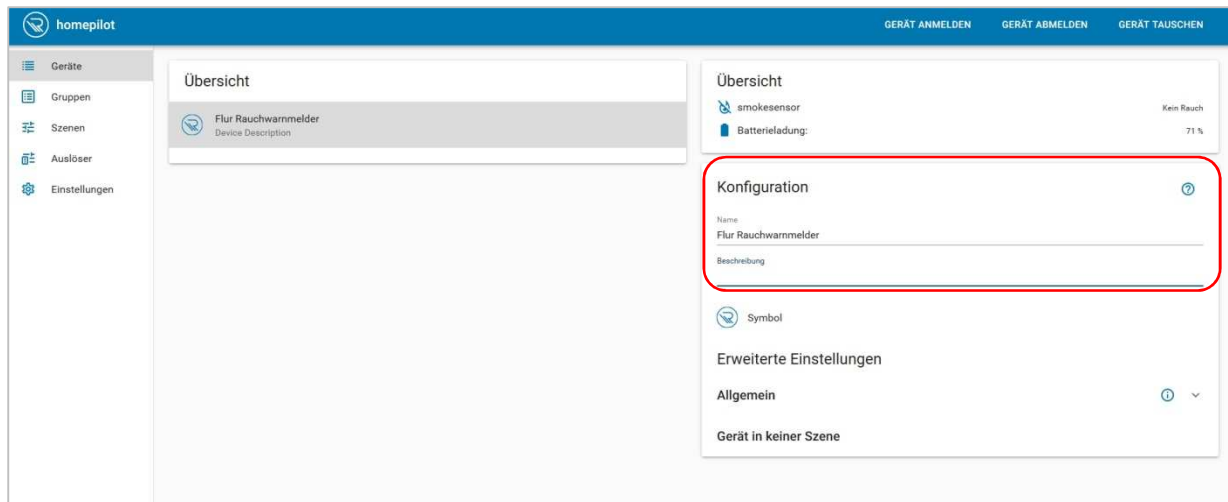 homepilot
GERÄT ANMELDEN GERÄT ABMELDEN GERÄT TAUSCHEN
Geräte
Gruppen
Szenen
Auslöser
Einstellungen
Übersicht
Flur Rauchwarnmelder
Device Description
Übersicht
smokesensor Kein Rauch
Batterieladung: 71 %
Konfiguration
Name
Flur Rauchwarnmelder
Beschreibung
Symbol
Erweiterte Einstellungen
Allgemein
Gerät in keiner Szene